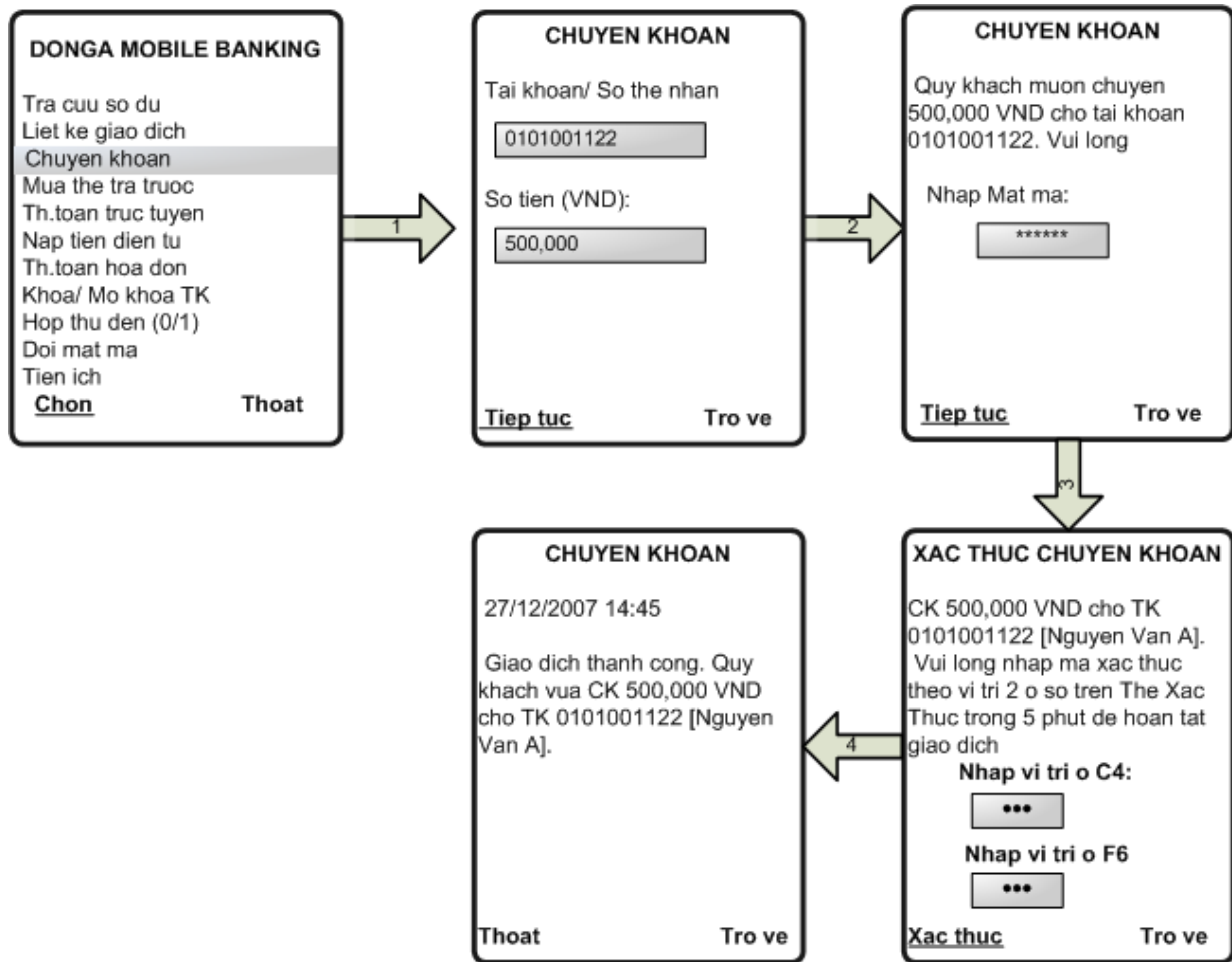 DONGA MOBILE BANKING
Tra cuu so du
Liet ke giao dich
Chuyen khoan
Mua the tra truoc
Th.toan truc tuyen
Nap tien dien tu
Th.toan hoa don
Khoa/ Mo khoa TK
Hop thu den (0/1)
Doi mat ma
Tien ich
Chon Thoat
1
CHUYEN KHOAN
Tai khoan/ So the nhan
0101001122
So tien (VND):
500,000
Tiep tuc Tro ve
2
CHUYEN KHOAN
Quy khach muon chuyen
500,000 VND cho tai khoan
0101001122. Vui long
Nhap Mat ma:
******
Tiep tuc Tro ve
3
XAC THUC CHUYEN KHOAN
CK 500,000 VND cho TK
0101001122 [Nguyen Van A].
Vui long nhap ma xac thuc
theo vi tri 2 o so tren The Xac
Thuc trong 5 phut de hoan tat
giao dich
Nhap vi tri o C4:
•••
Nhap vi tri o F6
•••
Xac thuc Tro ve
4
CHUYEN KHOAN
27/12/2007 14:45
Giao dich thanh cong. Quy
khach vua CK 500,000 VND
cho TK 0101001122 [Nguyen
Van A].
Thoat Tro ve